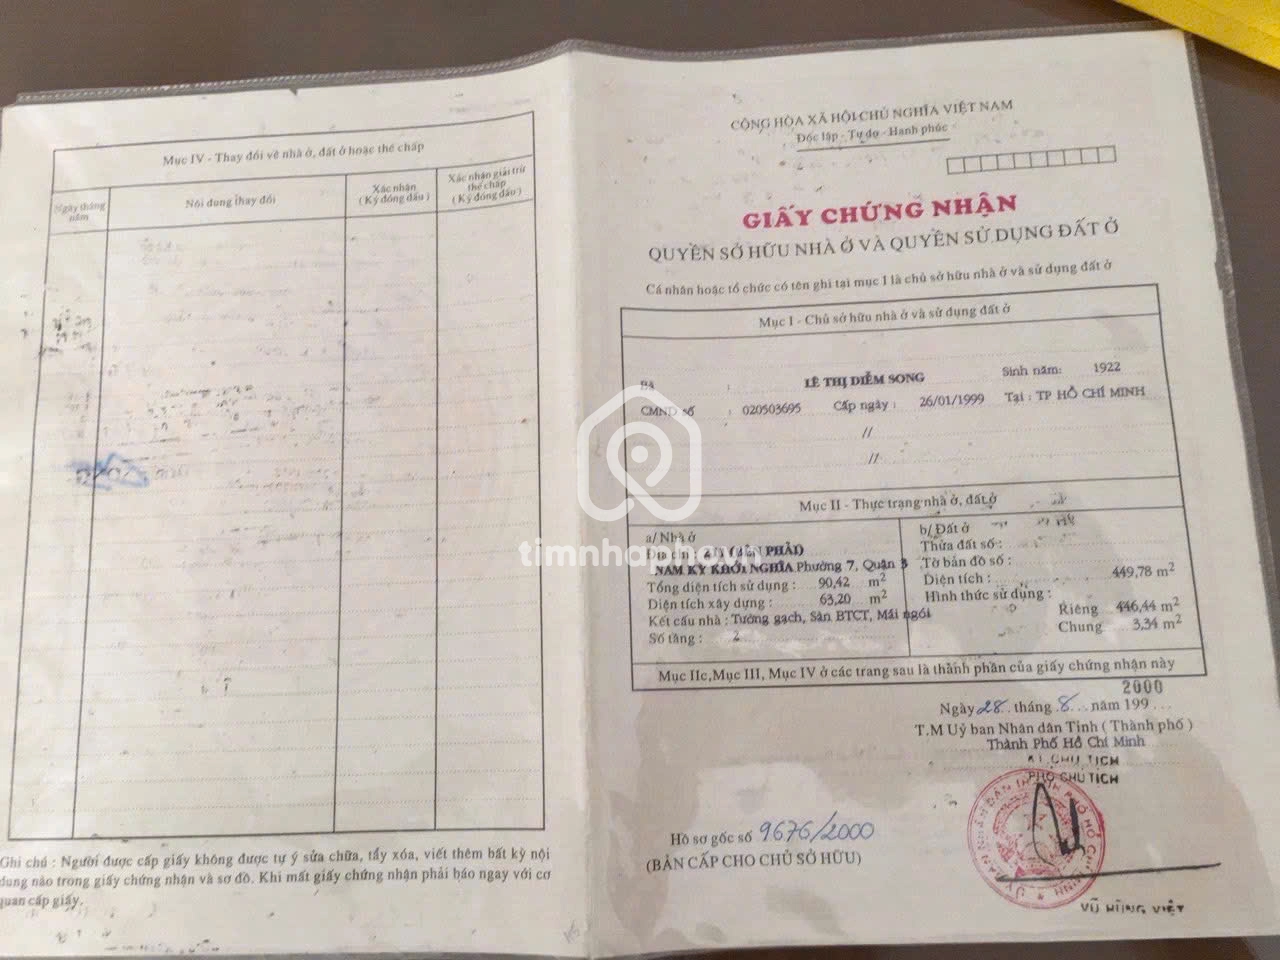 Mục IV - Thay đổi về nhà ở, đất ở hoặc thế chấp
Ngày tháng năm
Nội dung thay đổi
Xác nhận
(Ký đóng dấu)
Xác nhận giải trừ
thế chấp
(Ký đóng dấu)
Ghi chú : Người được cấp giấy không được tự ý sửa chữa, tẩy xóa, viết thêm bất kỳ nội
dung nào trong giấy chứng nhận và sơ đồ. Khi mất giấy chứng nhận phải báo ngay với cơ
quan cấp giấy.
CỘNG HÒA XÃ HỘI CHỦ NGHĨA VIỆT NAM
Độc lập - Tự do - Hạnh phúc
GIẤY CHỨNG NHẬN
QUYỀN SỞ HỮU NHÀ Ở VÀ QUYỀN SỬ DỤNG ĐẤT Ở
Cá nhân hoặc tổ chức có tên ghi tại mục I là chủ sở hữu nhà ở và sử dụng đất ở
Mục I - Chủ sở hữu nhà ở và sử dụng đất ở
Bà : LÊ THỊ DIỄM SONG Sinh năm: 1922
CMND số : 020503695 Cấp ngày : 26/01/1999 Tại : TP HỒ CHÍ MINH
//
//
Mục II - Thực trạng nhà ở, đất ở
a/ Nhà ở
Địa chỉ
NAM KỲ KHỞI NGHĨA Phường 7, Quận 3
Tổng diện tích sử dụng : 90,42 m²
Diện tích xây dựng : 63,20 m²
Kết cấu nhà : Tường gạch, Sàn BTCT, Mái ngói
Số tầng : 2
b/ Đất ở
Thửa đất số :
Tờ bản đồ số :
Diện tích : 449,78 m²
Hình thức sử dụng :
Riêng 446,44 m²
Chung 3,34 m²
Mục IIc,Mục III, Mục IV ở các trang sau là thành phần của giấy chứng nhận này
2000
Ngày 28 tháng 8 năm 199
T.M Uỷ ban Nhân dân Tỉnh ( Thành phố )
Thành Phố Hồ Chí Minh
KT CHỦ TỊCH
PHÓ CHỦ TỊCH
Hồ sơ gốc số 9676/2000
(BẢN CẤP CHO CHỦ SỞ HỮU)
VŨ HÙNG VIỆT